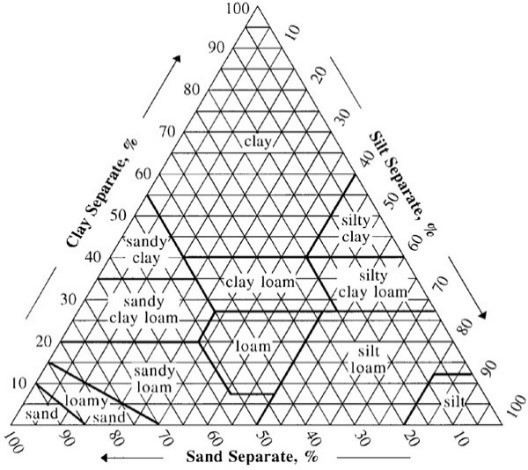 100
90
10
80
20
70
30
clay
60
40
Clay Separate, %
Silt Separate, %
50
50
silty
clay
sandy
clay
60
40
clay loam
silty
clay loam
70
30
sandy
clay loam
80
20
loam
silt
loam
90
10
sandy
loam
loamy
sand
sand
silt
100
100
90
80
70
60
50
40
30
20
10
Sand Separate, %